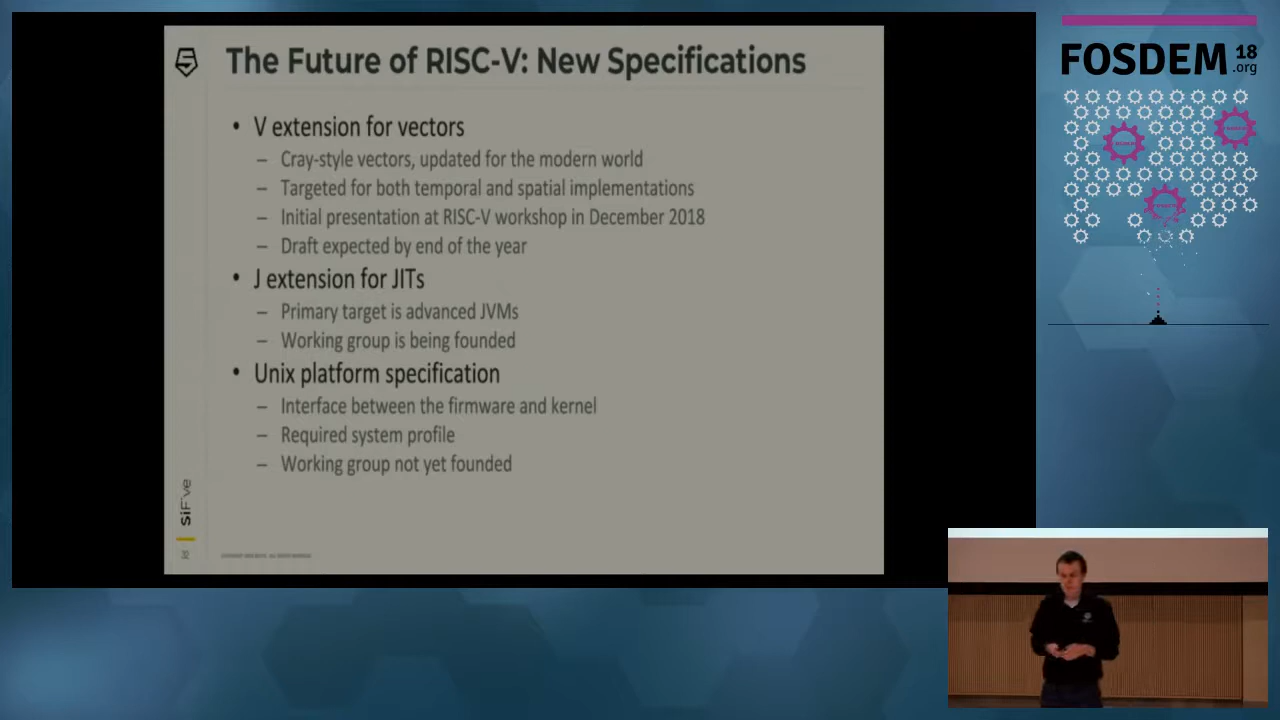 The Future of RISC-V: New Specifications
• V extension for vectors
– Cray-style vectors, updated for the modern world
– Targeted for both temporal and spatial implementations
– Initial presentation at RISC-V workshop in December 2018
– Draft expected by end of the year
• J extension for JITs
– Primary target is advanced JVMs
– Working group is being founded
• Unix platform specification
– Interface between the firmware and kernel
– Required system profile
– Working group not yet founded
SiFive
FOSDEM 18
.org